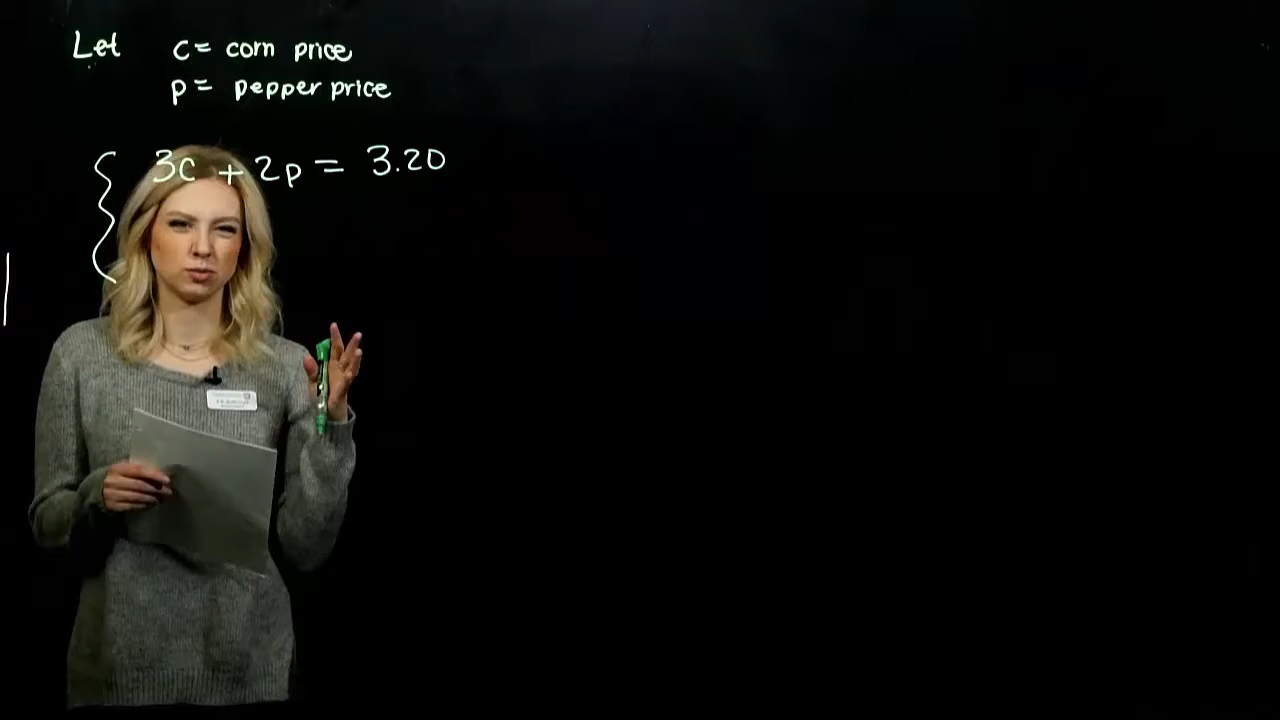 Let c = corn price
p = pepper price
3c + 2p = 3.20